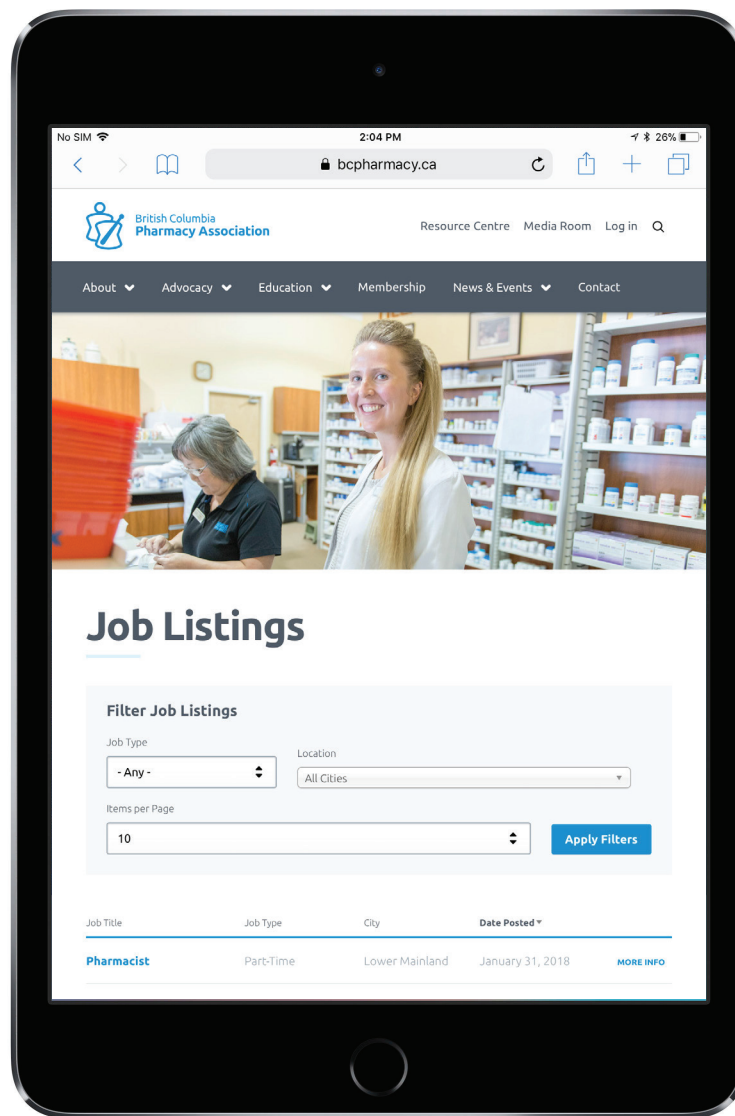 No SIM 2:04 PM 26%
bcpharmacy.ca
British Columbia
Pharmacy Association
Resource Centre Media Room Log in
About Advocacy Education Membership News & Events Contact
Job Listings
Filter Job Listings
Job Type
Location
- Any -
All Cities
Items per Page
10
Apply Filters
Job Title Job Type City Date Posted
Pharmacist Part-Time Lower Mainland January 31, 2018 MORE INFO